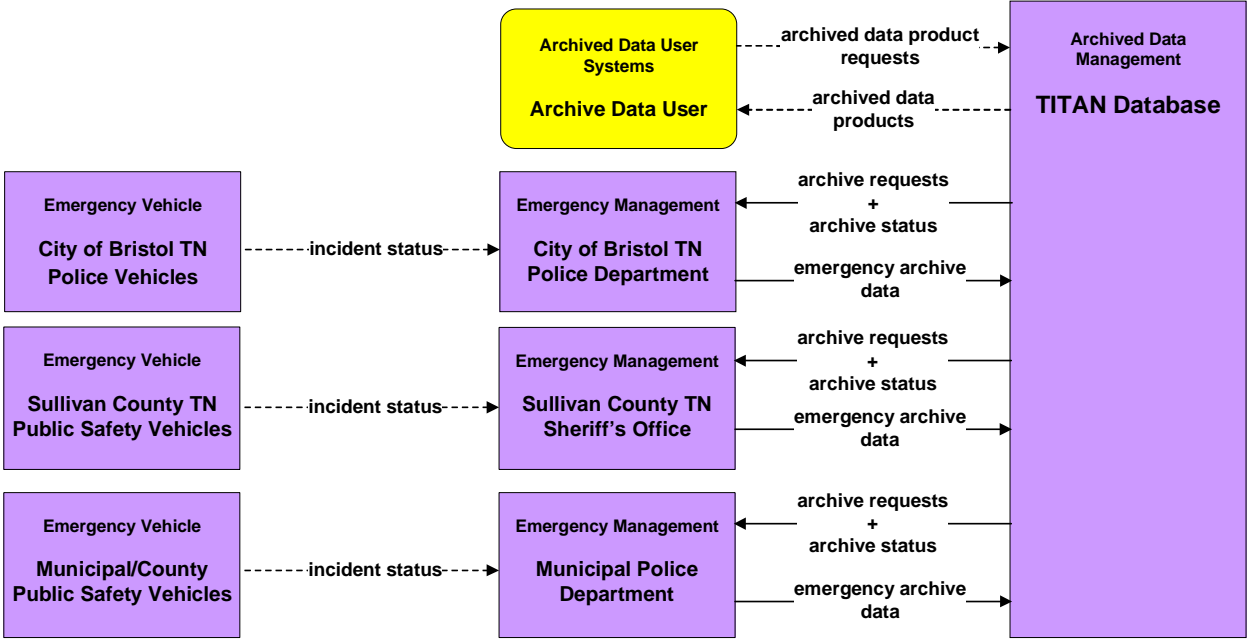 Archived Data User
Systems
Archive Data User
archived data product
requests
archived data
products
Archived Data
Management
TITAN Database
Emergency Vehicle
City of Bristol TN
Police Vehicles
incident status
Emergency Management
City of Bristol TN
Police Department
archive requests
+
archive status
emergency archive
data
Emergency Vehicle
Sullivan County TN
Public Safety Vehicles
incident status
Emergency Management
Sullivan County TN
Sheriff's Office
archive requests
+
archive status
emergency archive
data
Emergency Vehicle
Municipal/County
Public Safety Vehicles
incident status
Emergency Management
Municipal Police
Department
archive requests
+
archive status
emergency archive
data